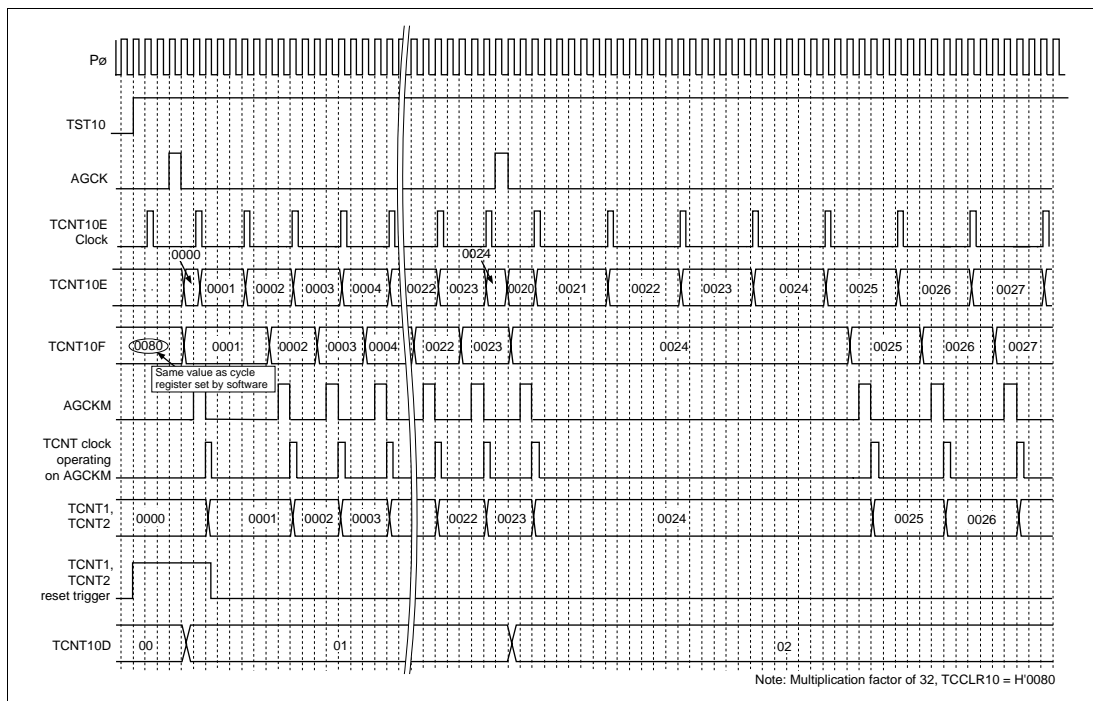 Pø
TST10
AGCK
TCNT10E
Clock
0000
0024
TCNT10E
0001 0002 0003 0004 0022 0023 0020 0021 0022 0023 0024 0025 0026 0027
TCNT10F
0080 0001 0002 0003 0004 0022 0023 0024 0025 0026 0027
Same value as cycle
register set by software
AGCKM
TCNT clock
operating
on AGCKM
TCNT1,
TCNT2
0000 0001 0002 0003 0022 0023 0024 0025 0026
TCNT1,
TCNT2
reset trigger
TCNT10D
00 01 02
Note: Multiplication factor of 32, TCCLR10 = H'0080